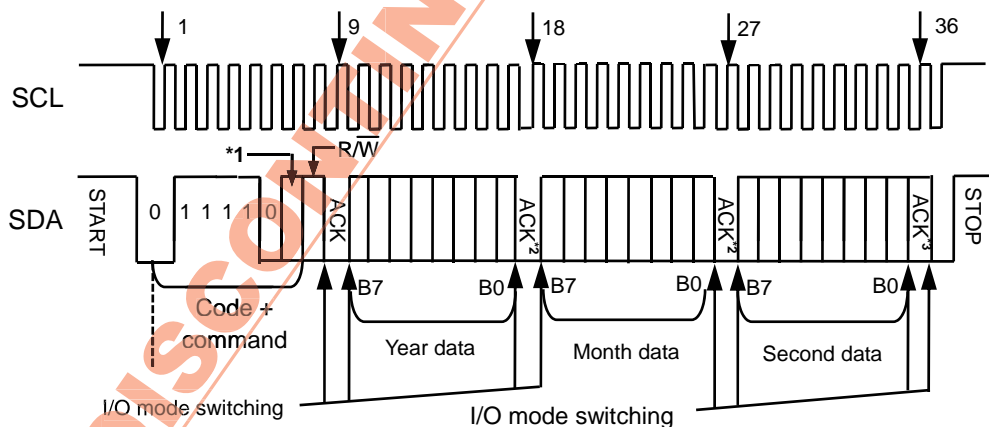 1 9 18 27 36
SCL
*1 R/W
SDA
START 0 1 1 1 1 0 ACK ACK*2 ACK*2 ACK*3 STOP
B7 B0 B7 B0 B7 B0
Code +
command
Year data Month data Second data
I/O mode switching I/O mode switching
DISCONTIN